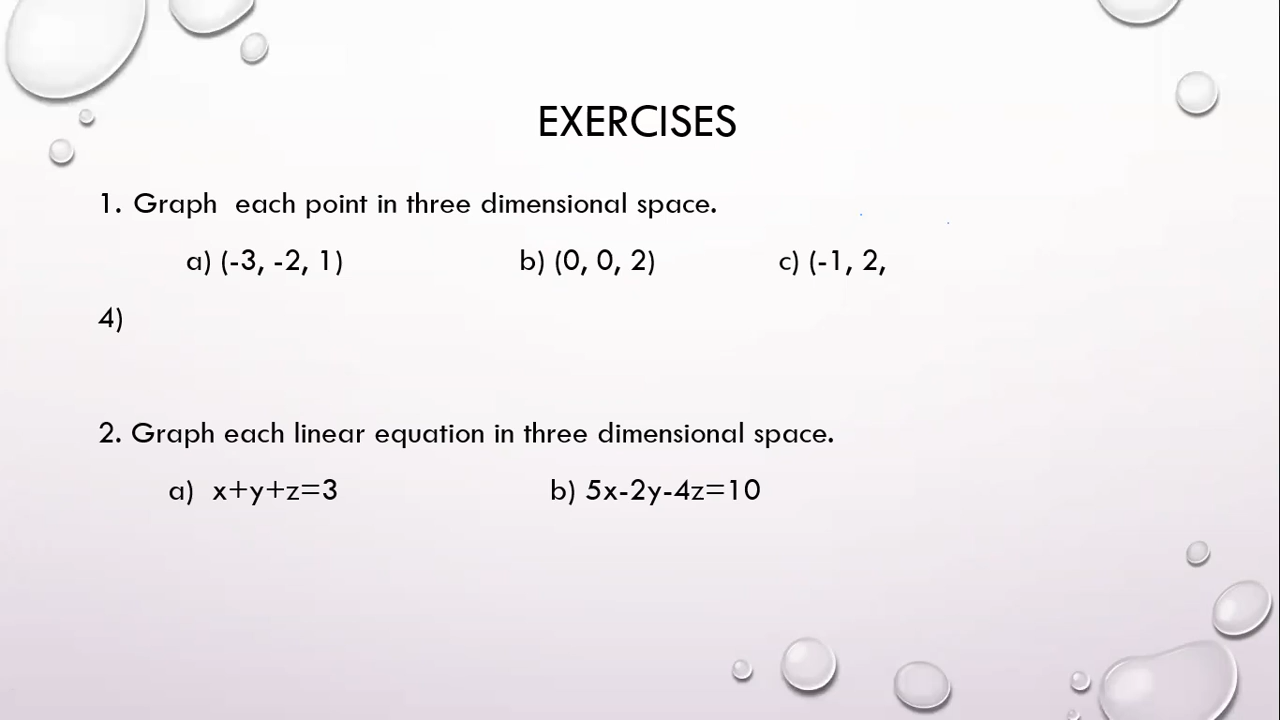 EXERCISES
1. Graph each point in three dimensional space.
a) (-3, -2, 1) b) (0, 0, 2) c) (-1, 2,
4)
2. Graph each linear equation in three dimensional space.
a) x+y+z=3 b) 5x-2y-4z=10